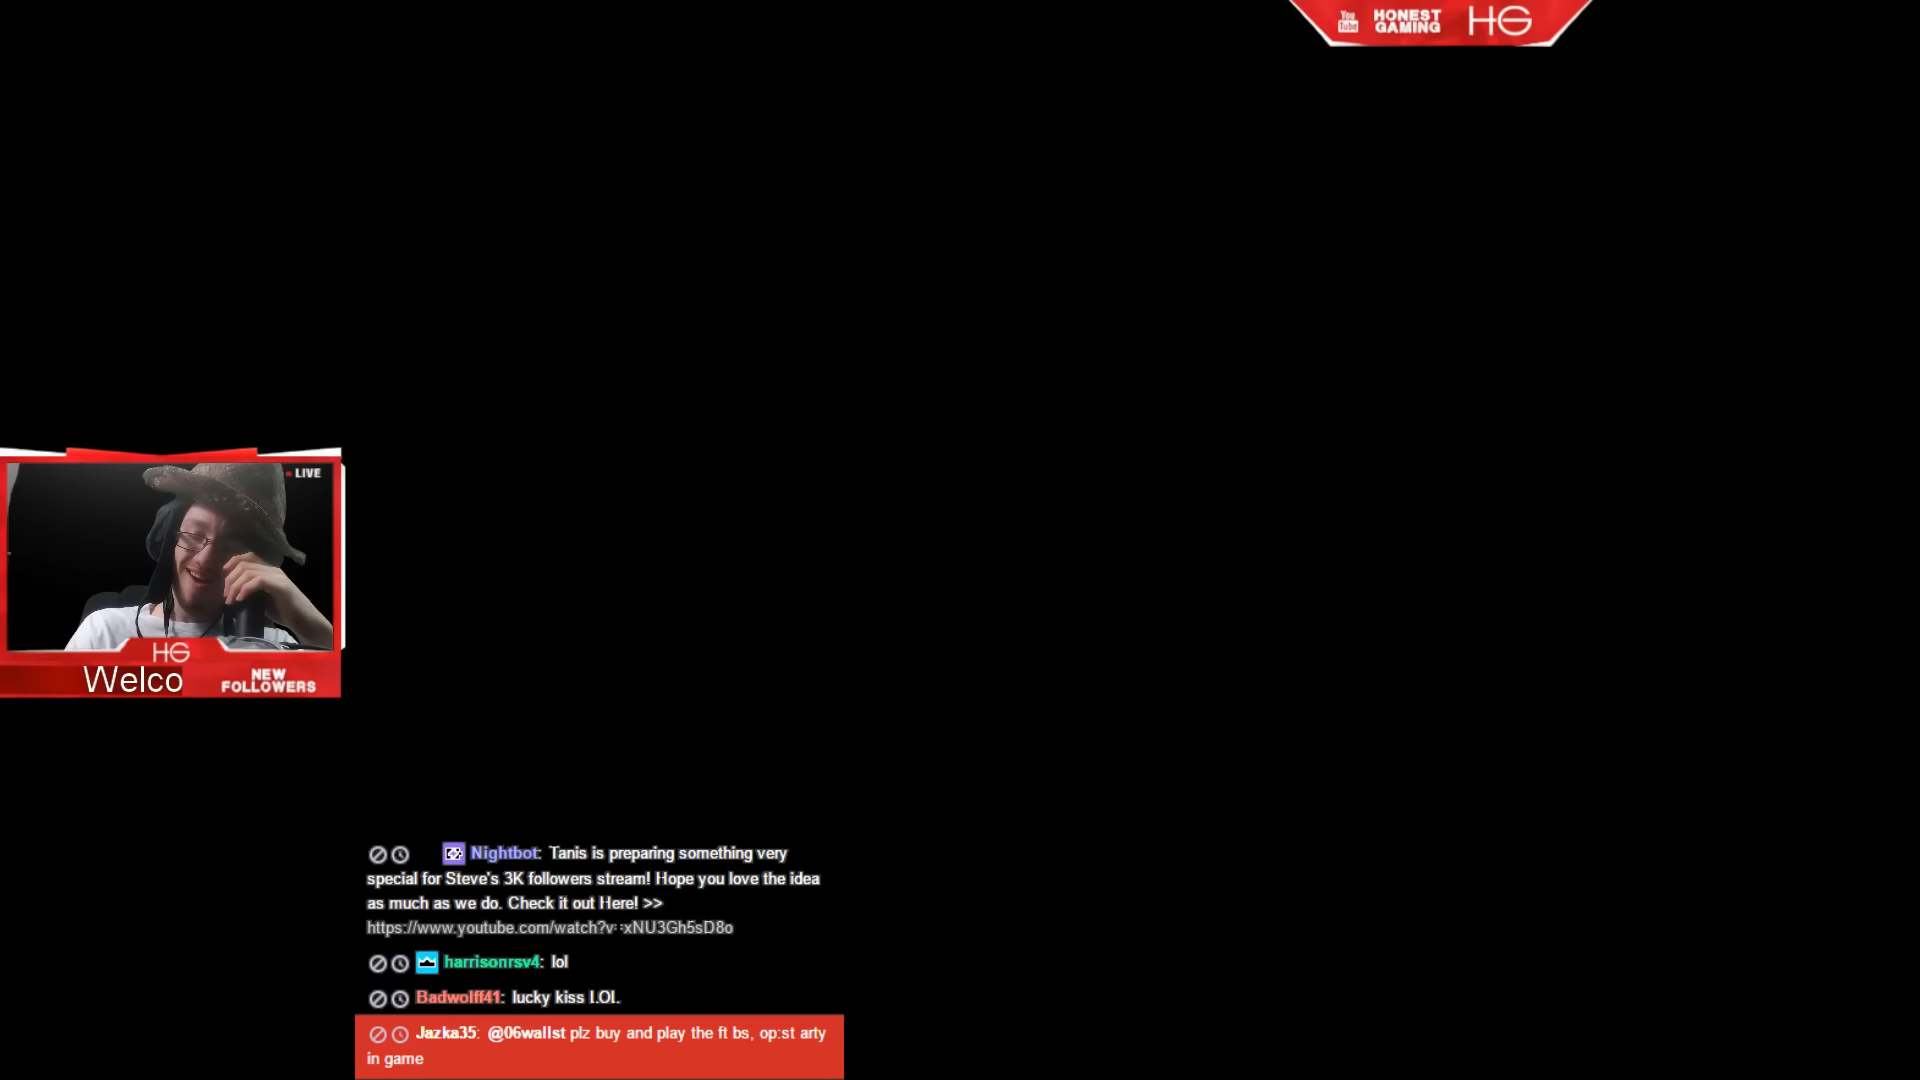 You Tube HONEST GAMING HG
LIVE
HG
Welco
NEW
FOLLOWERS
Nightbot: Tanis is preparing something very
special for Steve's 3K followers stream! Hope you love the idea
as much as we do. Check it out Here! >>
https://www.youtube.com/watch?v=xNU3Gh5sD8o
harrisonrsv4: lol
Badwolff41: lucky kiss LOL
Jazka35: @06wallst plz buy and play the ft bs, op:st arty
in game